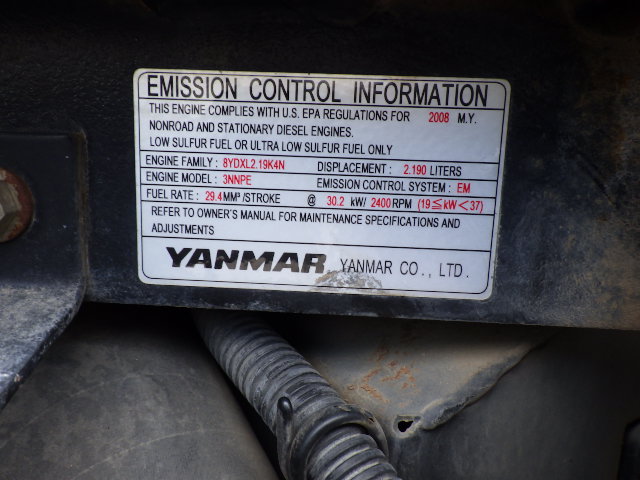 EMISSION CONTROL INFORMATION
THIS ENGINE COMPLIES WITH U.S. EPA REGULATIONS FOR 2008 M.Y.
NONROAD AND STATIONARY DIESEL ENGINES.
LOW SULFUR FUEL OR ULTRA LOW SULFUR FUEL ONLY
ENGINE FAMILY : 8YDXL2.19K4N DISPLACEMENT : 2.190 LITERS
ENGINE MODEL : 3NNPE EMISSION CONTROL SYSTEM : EM
FUEL RATE : 29.4 MM³/STROKE @ 30.2 kW/ 2400 RPM (19≦kW<37)
REFER TO OWNER'S MANUAL FOR MAINTENANCE SPECIFICATIONS AND
ADJUSTMENTS
YANMAR YANMAR CO., LTD.